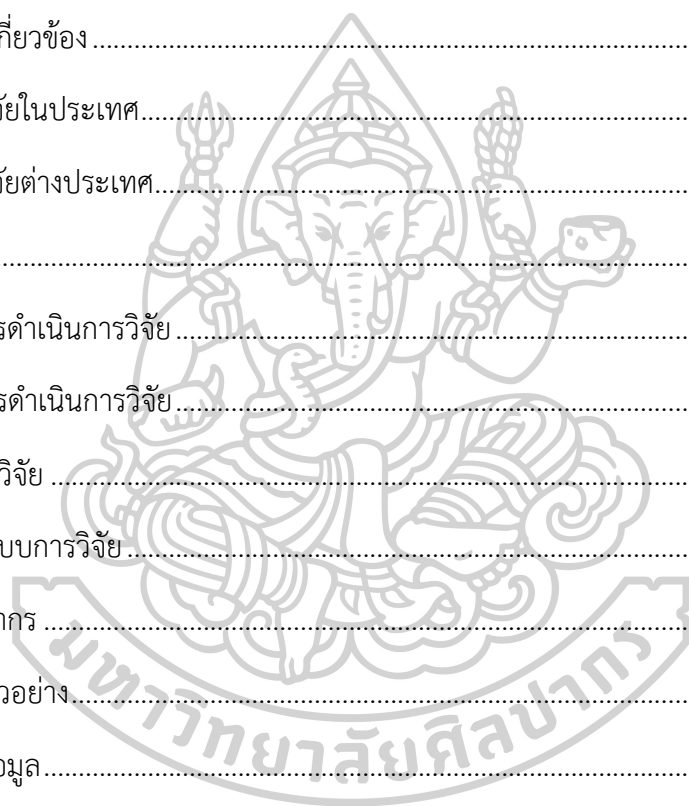 กี่ยวข้อง ................................................................
จัยในประเทศ................................................................
จัยต่างประเทศ................................................................
................................................................
รดำเนินการวิจัย ................................................................
รดำเนินการวิจัย................................................................
วิจัย ................................................................
บบการวิจัย ................................................................
ากร ................................................................
วอย่าง................................................................
อมูล ................................................................
มหาวิทยาลัยศิลปากร